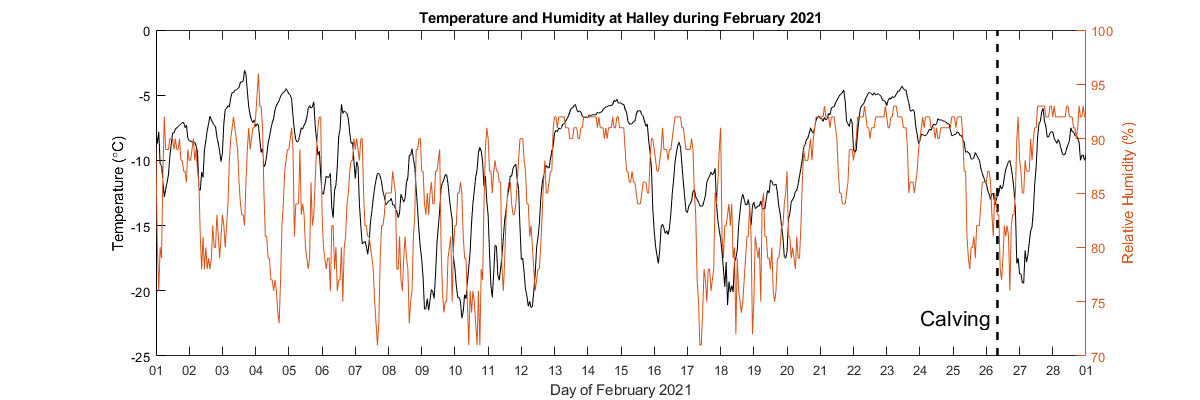 Temperature and Humidity at Halley during February 2021
0
-5
-10
-15
-20
-25
Temperature (°C)
100
95
90
85
80
75
70
Relative Humidity (%)
Calving
01 02 03 04 05 06 07 08 09 10 11 12 13 14 15 16 17 18 19 20 21 22 23 24 25 26 27 28 01
Day of February 2021